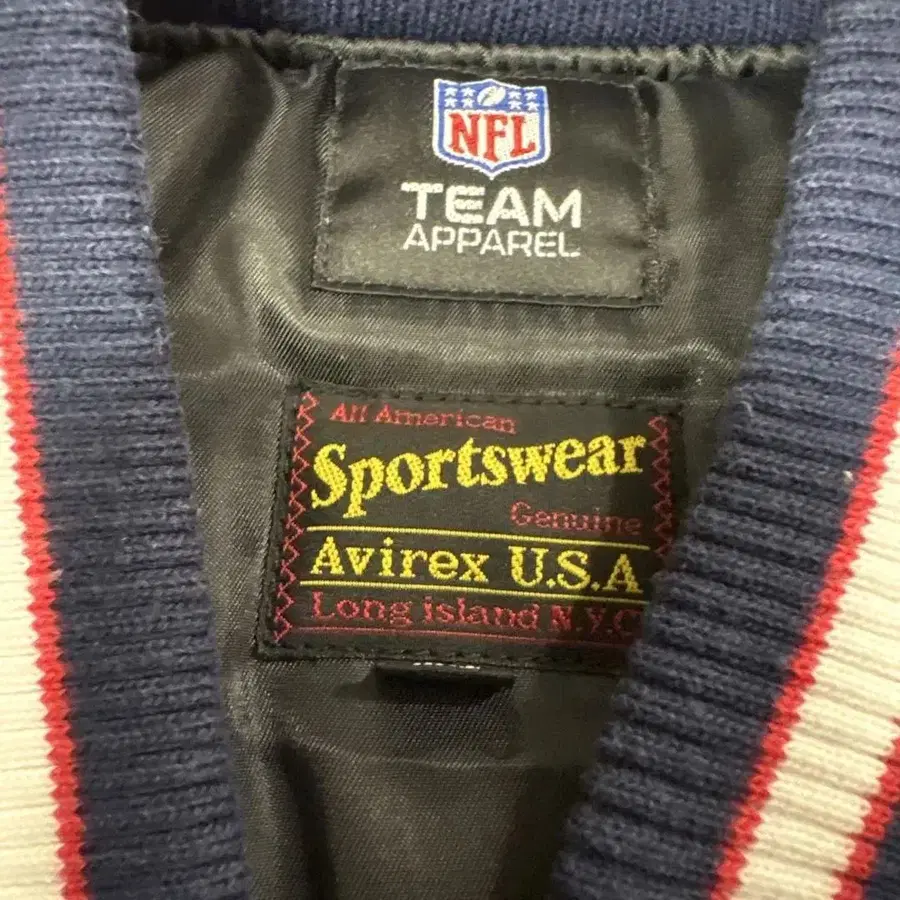 NFL
TEAM
APPAREL
All American
Sportswear
Genuine
Avirex U.S.A
Long island N.Y.C